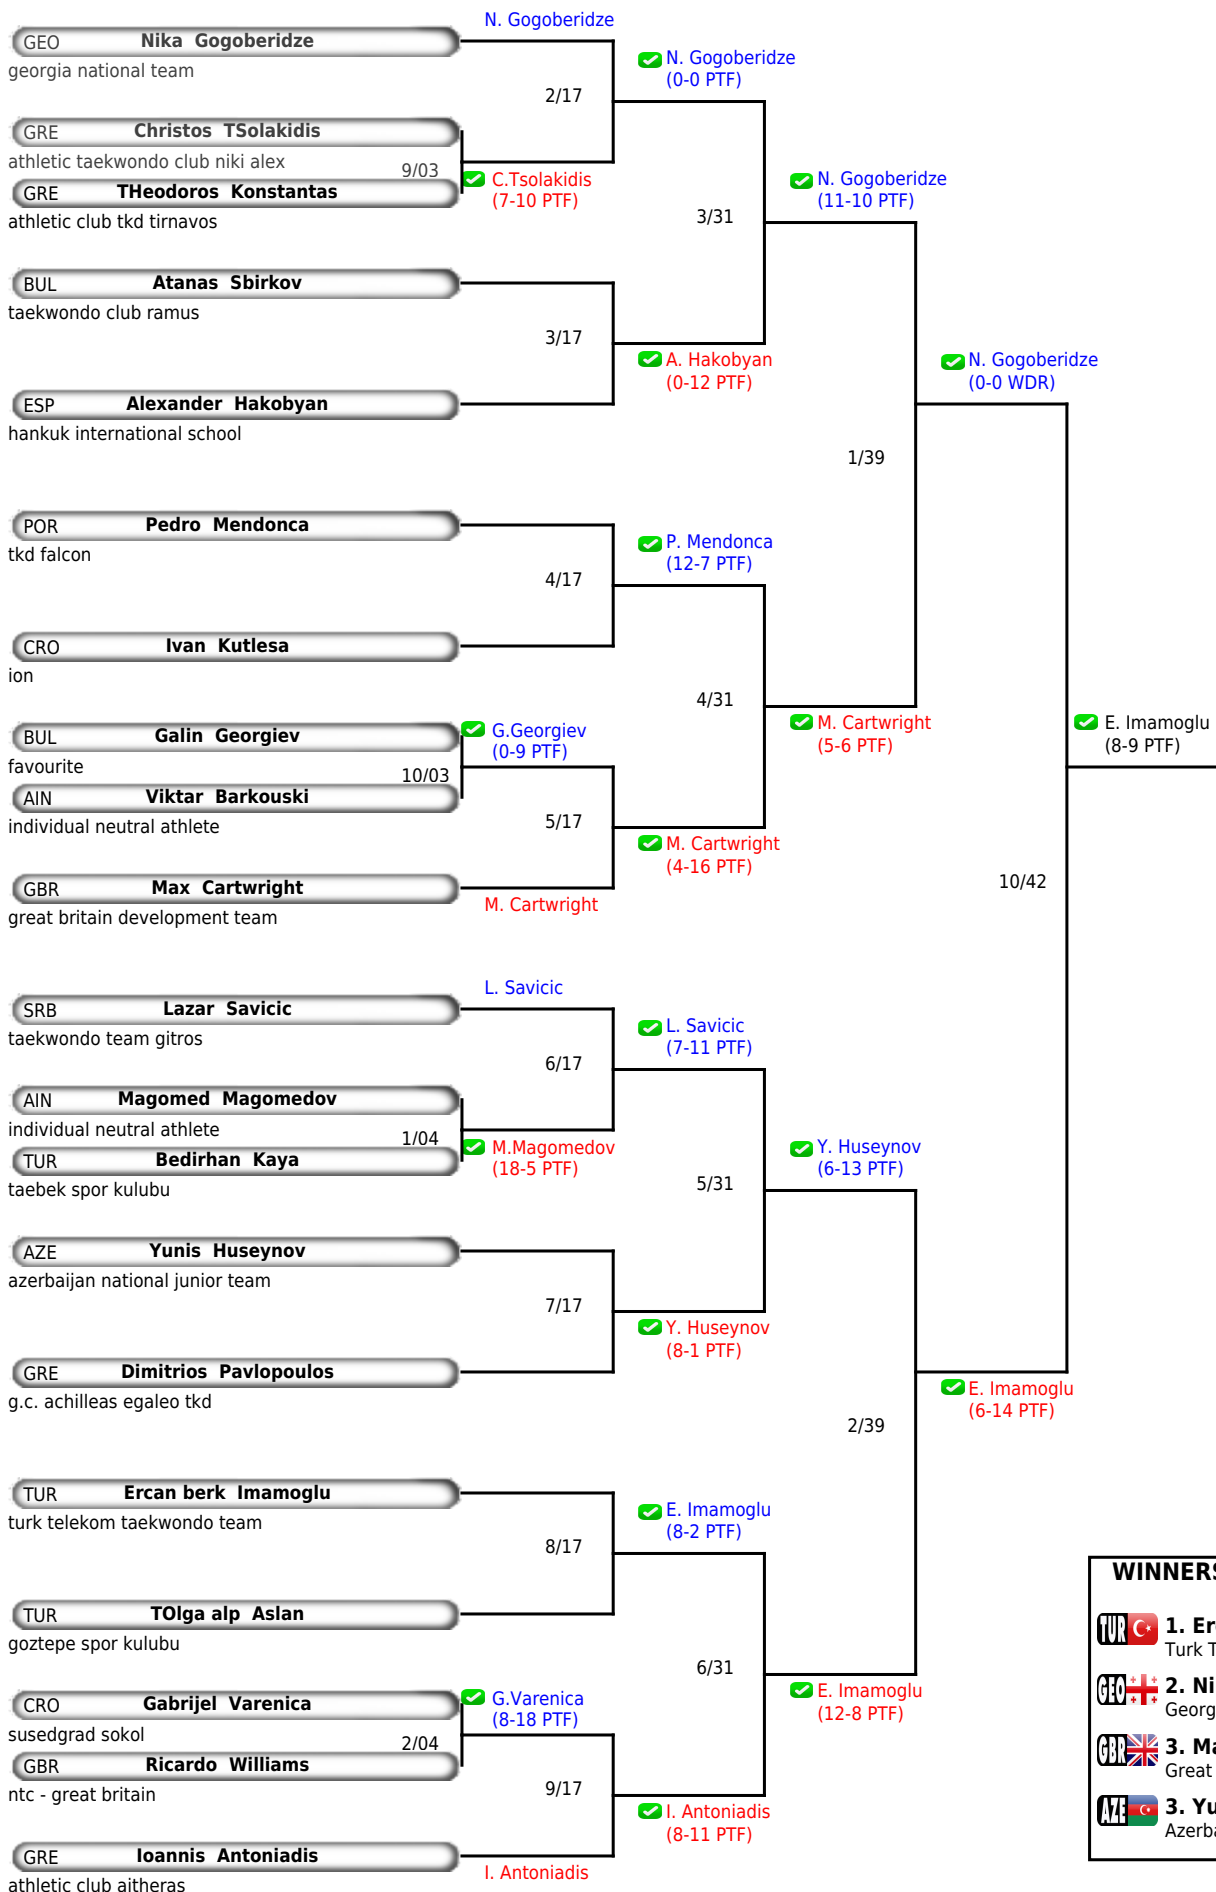 N. Gogoberidze
GEO Nika Gogoberidze
georgia national team
N. Gogoberidze
(0-0 PTF)
2/17
GRE Christos TSolakidis
athletic taekwondo club niki alex
9/03
C.Tsolakidis
(7-10 PTF)
GRE THeodoros Konstantas
athletic club tkd tirnavos
N. Gogoberidze
(11-10 PTF)
3/31
BUL Atanas Sbirkov
taekwondo club ramus
3/17
A. Hakobyan
(0-12 PTF)
ESP Alexander Hakobyan
hankuk international school
N. Gogoberidze
(0-0 WDR)
1/39
POR Pedro Mendonca
tkd falcon
P. Mendonca
(12-7 PTF)
4/17
CRO Ivan Kutlesa
ion
4/31
M. Cartwright
(5-6 PTF)
BUL Galin Georgiev
favourite
G.Georgiev
(0-9 PTF)
10/03
AIN Viktar Barkouski
individual neutral athlete
5/17
M. Cartwright
(4-16 PTF)
GBR Max Cartwright
great britain development team
M. Cartwright
E. Imamoglu
(8-9 PTF)
10/42
L. Savicic
SRB Lazar Savicic
taekwondo team gitros
L. Savicic
(7-11 PTF)
6/17
AIN Magomed Magomedov
individual neutral athlete
1/04
M.Magomedov
(18-5 PTF)
TUR Bedirhan Kaya
taebek spor kulubu
Y. Huseynov
(6-13 PTF)
5/31
AZE Yunis Huseynov
azerbaijan national junior team
7/17
Y. Huseynov
(8-1 PTF)
GRE Dimitrios Pavlopoulos
g.c. achilleas egaleo tkd
E. Imamoglu
(6-14 PTF)
2/39
TUR Ercan berk Imamoglu
turk telekom taekwondo team
E. Imamoglu
(8-2 PTF)
8/17
TUR TOlga alp Aslan
goztepe spor kulubu
6/31
E. Imamoglu
(12-8 PTF)
CRO Gabrijel Varenica
susedgrad sokol
G.Varenica
(8-18 PTF)
2/04
GBR Ricardo Williams
ntc - great britain
9/17
I. Antoniadis
(8-11 PTF)
GRE Ioannis Antoniadis
athletic club aitheras
I. Antoniadis
WINNERS
TUR 1. Er
Turk T
GEO 2. Ni
Georg
GBR 3. Ma
Great
AZE 3. Yu
Azerba